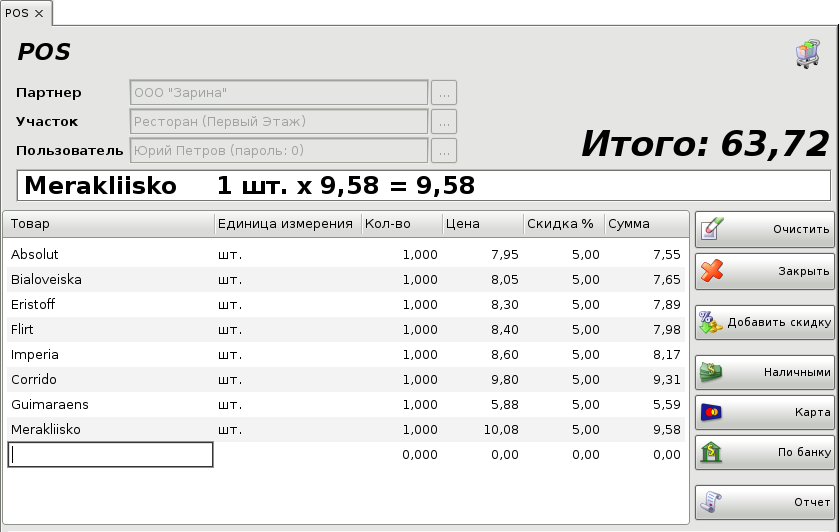 POS ×
POS
Партнер ООО "Зарина" ...
Участок Ресторан (Первый Этаж) ...
Пользователь Юрий Петров (пароль: 0) ...
Итого: 63,72
Merakliisko 1 шт. x 9,58 = 9,58
Товар Единица измерения Кол-во Цена Скидка % Сумма
Absolut шт. 1,000 7,95 5,00 7,55
Bialoveiska шт. 1,000 8,05 5,00 7,65
Eristoff шт. 1,000 8,30 5,00 7,89
Flirt шт. 1,000 8,40 5,00 7,98
Imperia шт. 1,000 8,60 5,00 8,17
Corrido шт. 1,000 9,80 5,00 9,31
Guimaraens шт. 1,000 5,88 5,00 5,59
Merakliisko шт. 1,000 10,08 5,00 9,58
0,000 0,00 0,00 0,00
Очистить
Закрыть
Добавить скидку
Наличными
Карта
По банку
Отчет